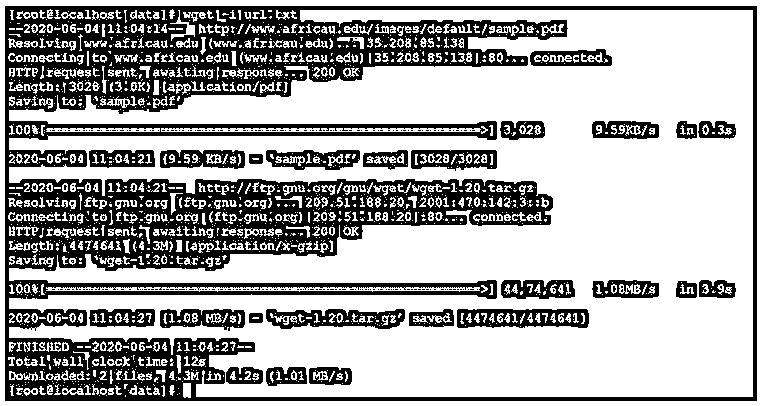 [root@localhost data]# wget -i url.txt
--2020-06-04 11:04:14-- http://www.africau.edu/images/default/sample.pdf
Resolving www.africau.edu (www.africau.edu)... 35.208.85.138
Connecting to www.africau.edu (www.africau.edu)|35.208.85.138|:80... connected.
HTTP request sent, awaiting response... 200 OK
Length: 3028 (3.0K) [application/pdf]
Saving to: ‘sample.pdf’
100%[======================================================>] 3,028 9.59KB/s in 0.3s
2020-06-04 11:04:21 (9.59 KB/s) - ‘sample.pdf’ saved [3028/3028]
--2020-06-04 11:04:21-- http://ftp.gnu.org/gnu/wget/wget-1.20.tar.gz
Resolving ftp.gnu.org (ftp.gnu.org)... 209.51.188.20, 2001:470:142:3::b
Connecting to ftp.gnu.org (ftp.gnu.org)|209.51.188.20|:80... connected.
HTTP request sent, awaiting response... 200 OK
Length: 4474641 (4.3M) [application/x-gzip]
Saving to: ‘wget-1.20.tar.gz’
100%[======================================================>] 44,74,641 1.08MB/s in 3.9s
2020-06-04 11:04:27 (1.08 MB/s) - ‘wget-1.20.tar.gz’ saved [4474641/4474641]
FINISHED --2020-06-04 11:04:27--
Total wall clock time: 12s
Downloaded: 2 files, 4.3M in 4.2s (1.01 MB/s)
[root@localhost data]#